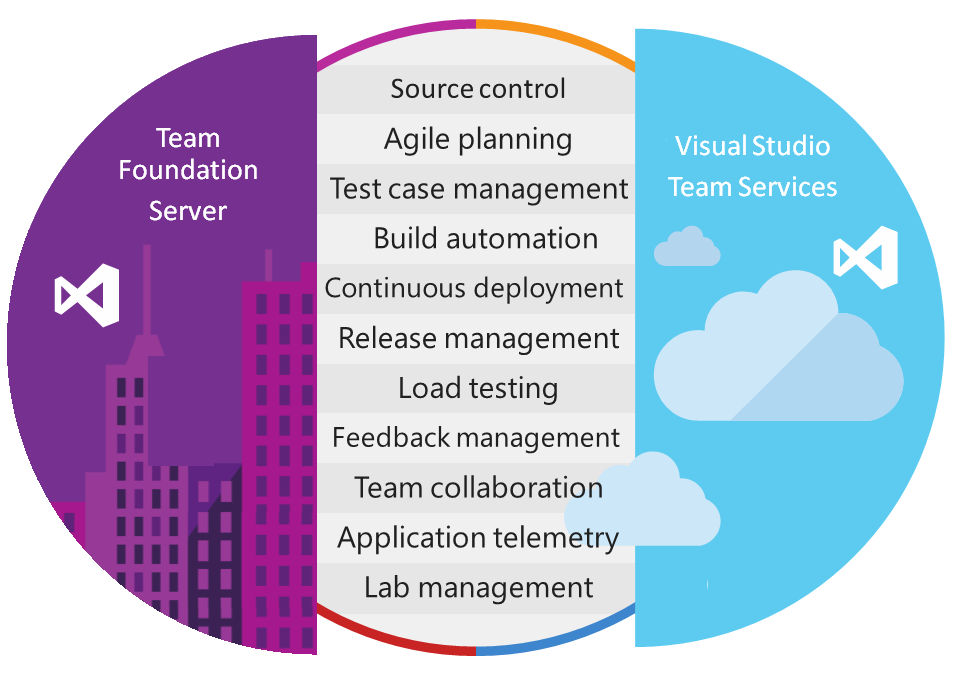 Team
Foundation
Server
Source control
Agile planning
Test case management
Build automation
Continuous deployment
Release management
Load testing
Feedback management
Team collaboration
Application telemetry
Lab management
Visual Studio
Team Services